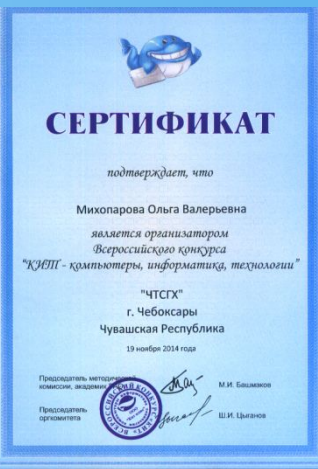 СЕРТИФИКАТ
подтверждает, что
Михопарова Ольга Валерьевна
является организатором
Всероссийского конкурса
"КИТ - компьютеры, информатика, технологии"
"ЧТСГХ"
г. Чебоксары
Чувашская Республика
19 ноября 2014 года
Председатель методической
комиссии, академик
М.И. Башмаков
Председатель
оргкомитета
Ш.И. Цыганов